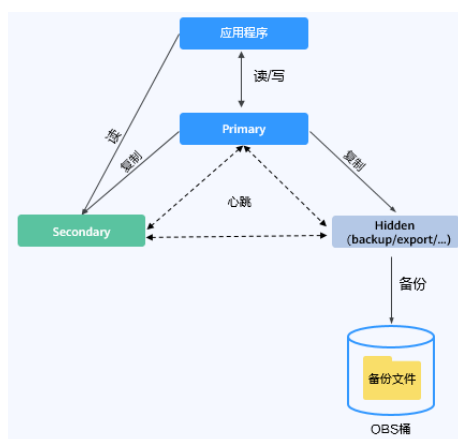 应用程序
读/写
读
Primary
复制
复制
心跳
Secondary
Hidden
(backup/export/...)
备份
备份文件
OBS桶